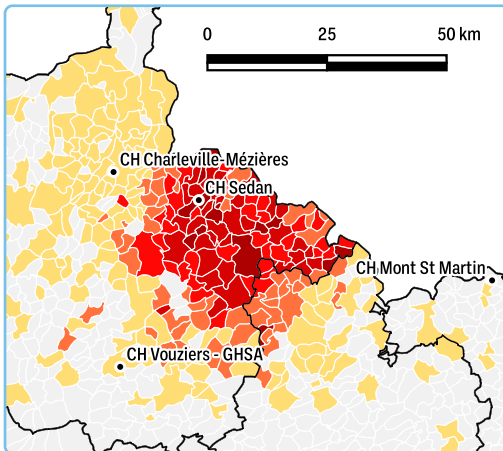 0 25 50 km
CH Charleville-Mézières
CH Sedan
CH Mont St Martin
CH Vouziers - GHSA